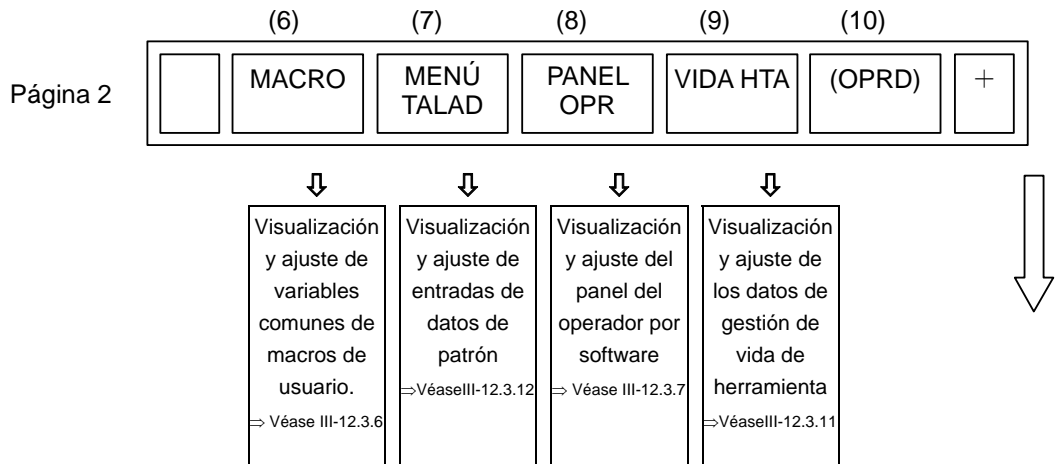 (6) (7) (8) (9) (10)
Página 2
MACRO
MENÚ
TALAD
PANEL
OPR
VIDA HTA
(OPRD)
+
Visualización
y ajuste de
variables
comunes de
macros de
usuario.
⇒ Véase III-12.3.6
Visualización
y ajuste de
entradas de
datos de
patrón
⇒VéaseIII-12.3.12
Visualización
y ajuste del
panel del
operador por
software
⇒ Véase III-12.3.7
Visualización
y ajuste de
los datos de
gestión de
vida de
herramienta
⇒VéaseIII-12.3.11